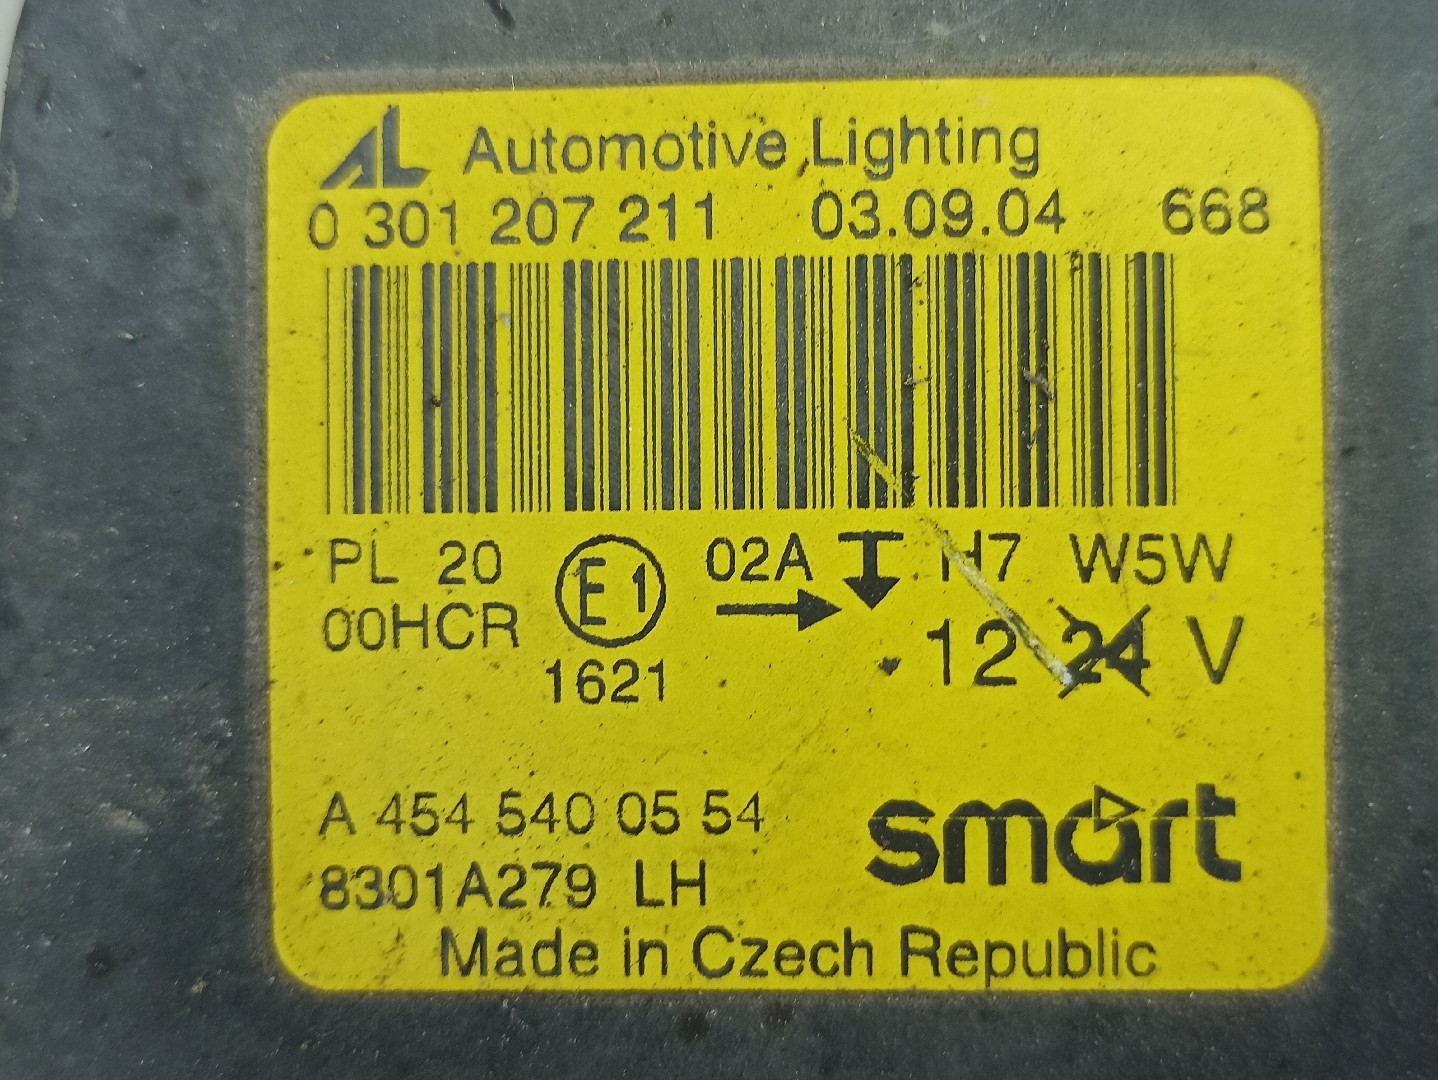 AL Automotive Lighting
0 301 207 211 03.09.04 668
PL 20 E1 02A H7 W5W
00HCR 12 24 V
1621
A 454 540 05 54
8301A279 LH
smart
Made in Czech Republic